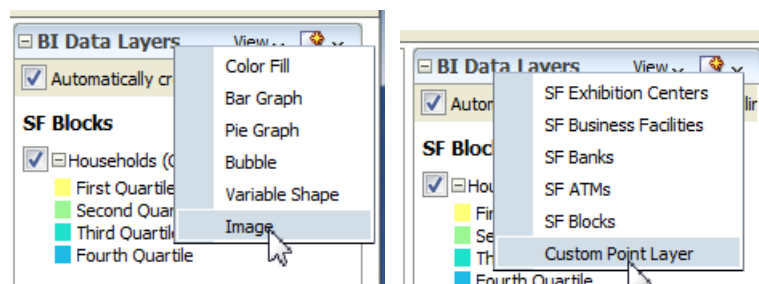 BI Data Layers View
Color Fill
Automatically cr
Bar Graph
Pie Graph
SF Blocks
Bubble
Households (
Variable Shape
First Quartile
Second Quar
Image
Third Quartil
Fourth Quartile
BI Data Layers View
SF Exhibition Centers
Autor
SF Business Facilities
SF Banks
SF Bloc
SF ATMs
Hou
SF Blocks
Fir
Se
Custom Point Layer
Th
Fourth Quartile